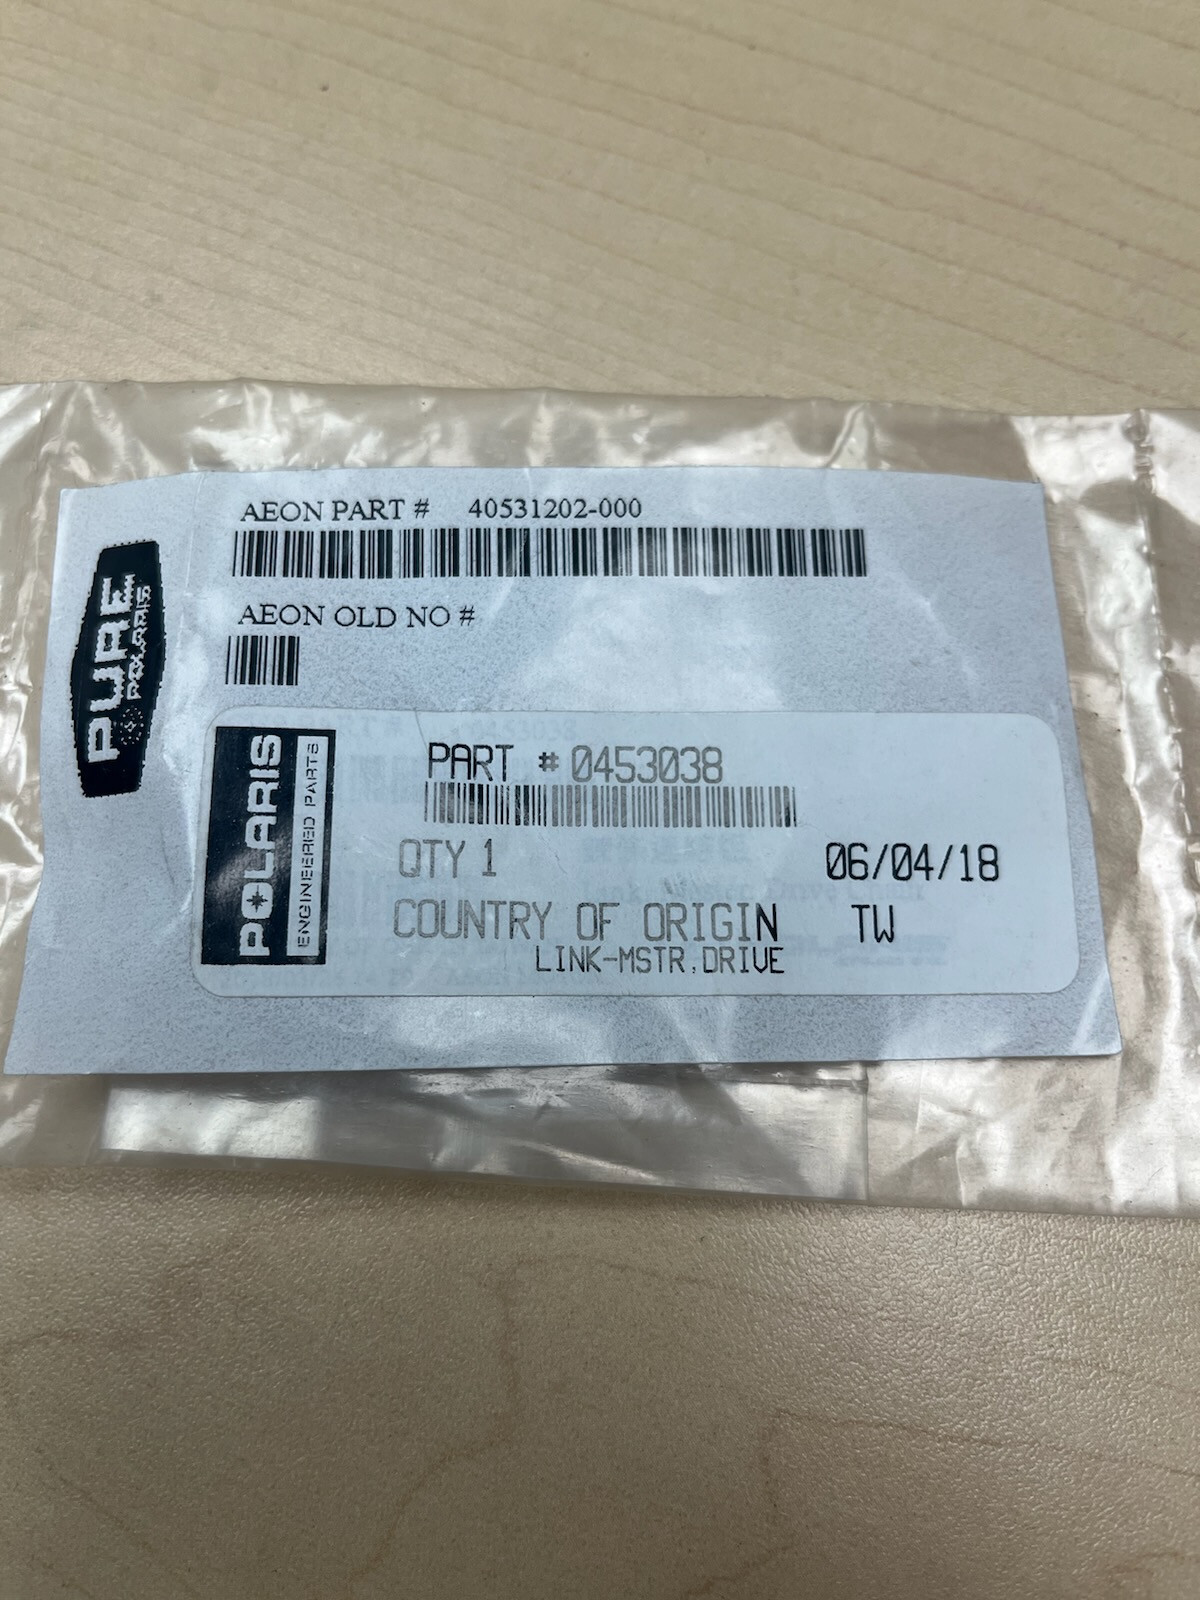 AEON PART # 40531202-000
AEON OLD NO #
PURE
POLARIS
POLARIS
ENGINEERED PARTS
PART # 0453038
QTY 1 06/04/18
COUNTRY OF ORIGIN TW
LINK-MSTR,DRIVE